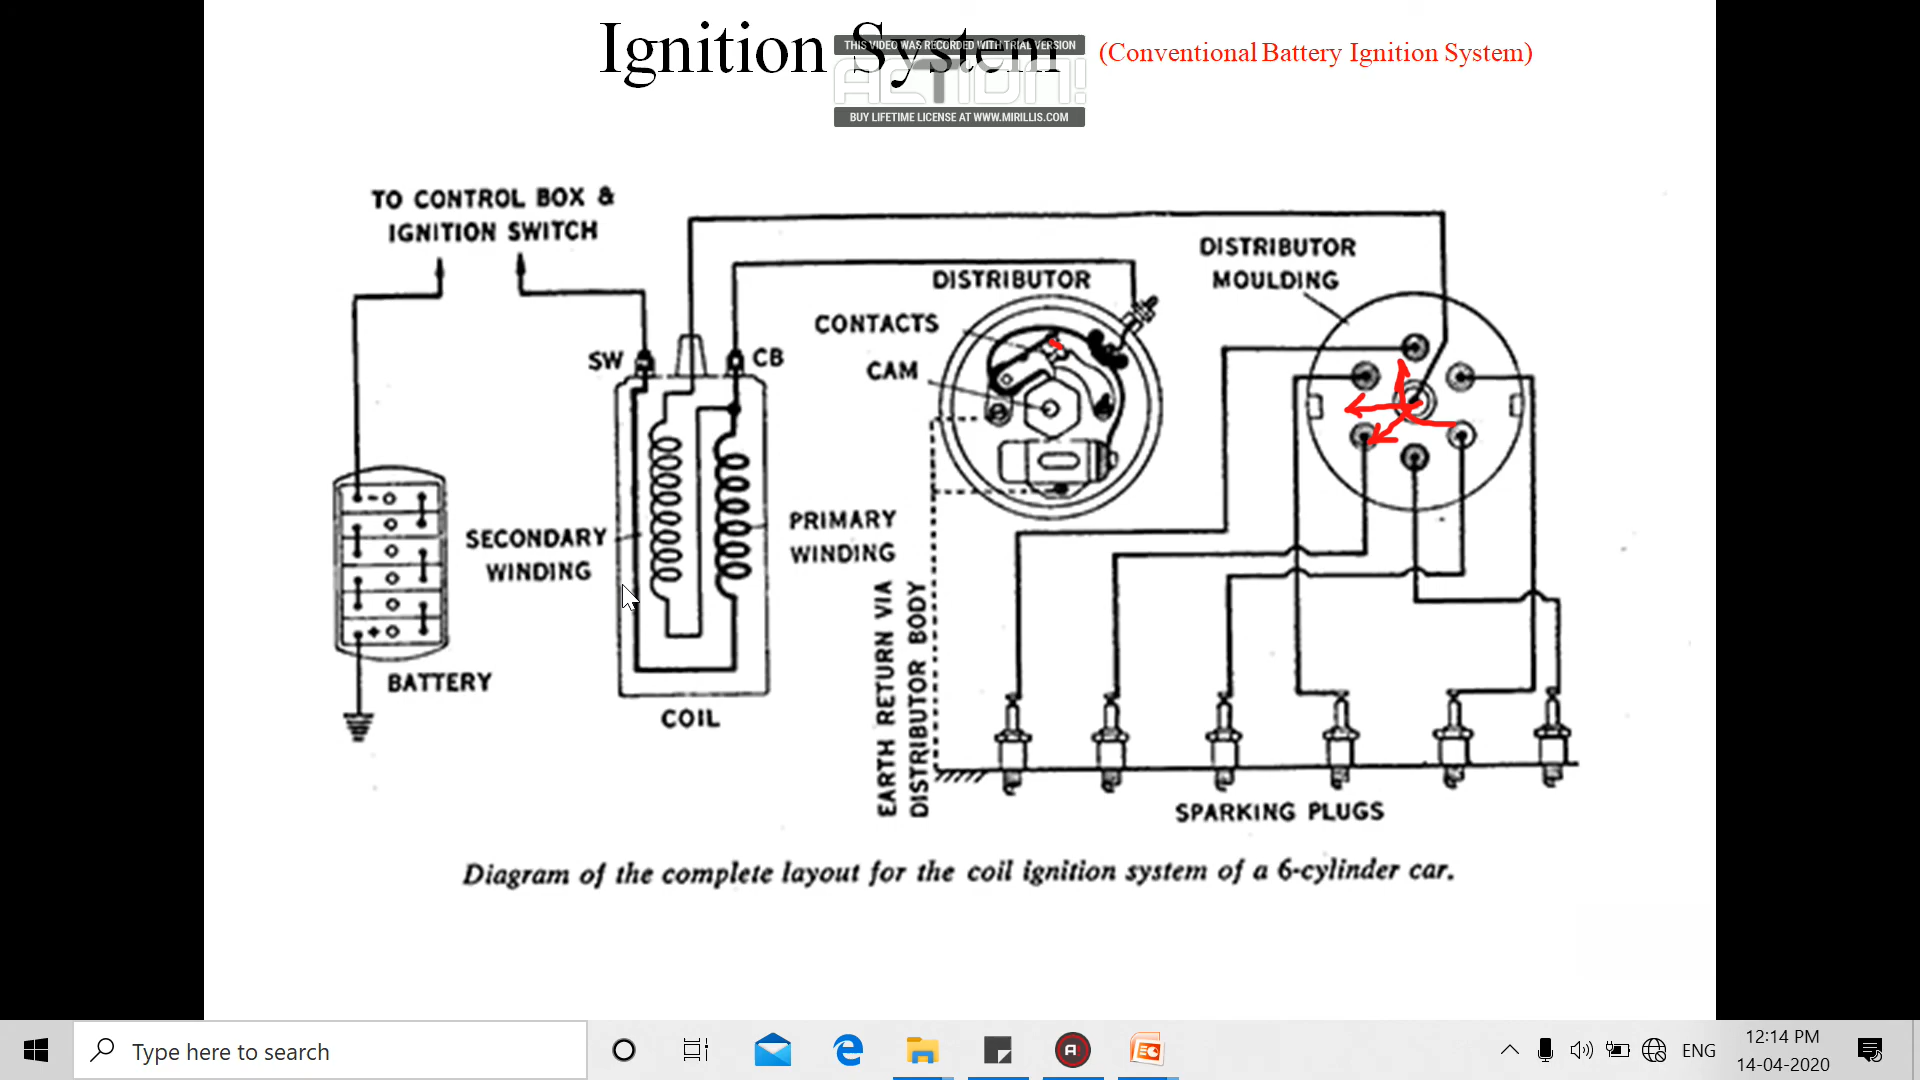 Ignition System (Conventional Battery Ignition System)
THIS VIDEO WAS RECORDED WITH TRIAL VERSION
ACTION!
BUY LIFETIME LICENSE AT WWW.MIRILLIS.COM
TO CONTROL BOX &
IGNITION SWITCH
DISTRIBUTOR
MOULDING
DISTRIBUTOR
CONTACTS
CAM
SW
CB
SECONDARY
WINDING
PRIMARY
WINDING
BATTERY
COIL
EARTH RETURN VIA
DISTRIBUTOR BODY
SPARKING PLUGS
Diagram of the complete layout for the coil ignition system of a 6-cylinder car.
Type here to search
ENG
12:14 PM
14-04-2020